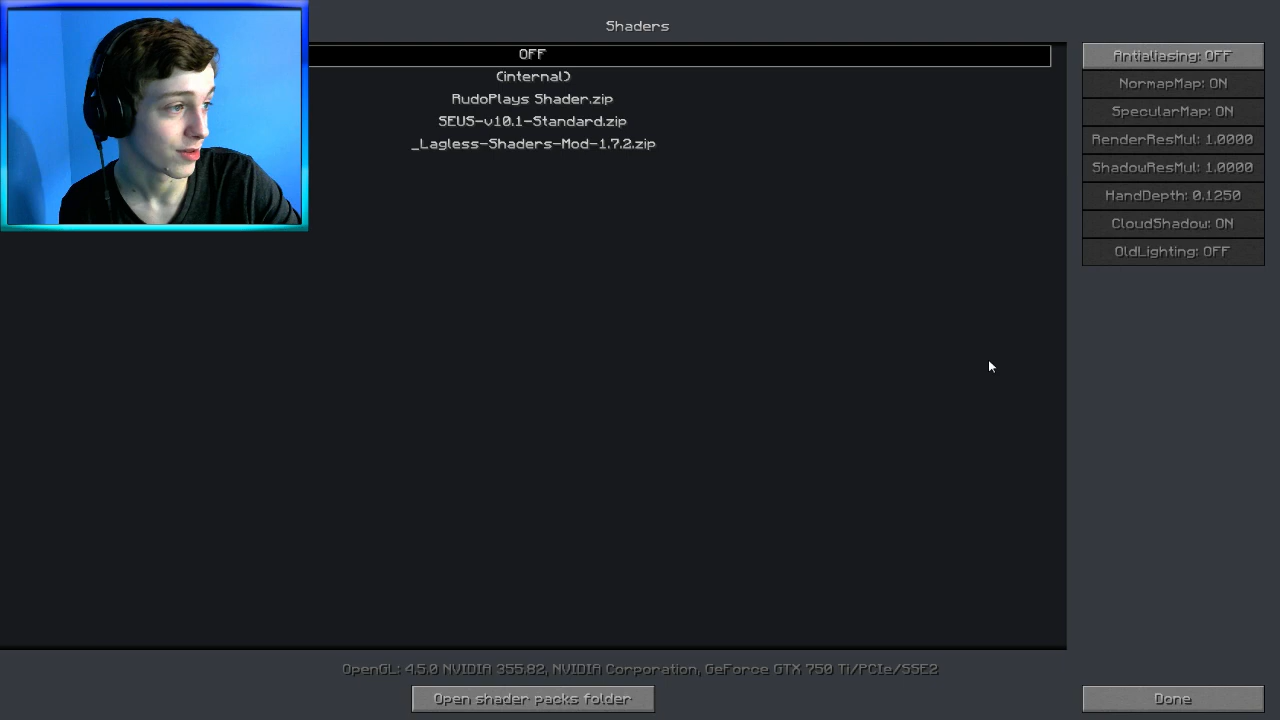 Shaders
OFF
(internal)
RudoPlays Shader.zip
SEUS-v10.1-Standard.zip
_Lagless-Shaders-Mod-1.7.2.zip
Antialiasing: OFF
NormapMap: ON
SpecularMap: ON
RenderResMul: 1.0000
ShadowResMul: 1.0000
HandDepth: 0.1250
CloudShadow: ON
OldLighting: OFF
OpenGL: 4.5.0 NVIDIA 355.82, NVIDIA Corporation, GeForce GTX 750 Ti/PCIe/SSE2
Open shader packs folder
Done